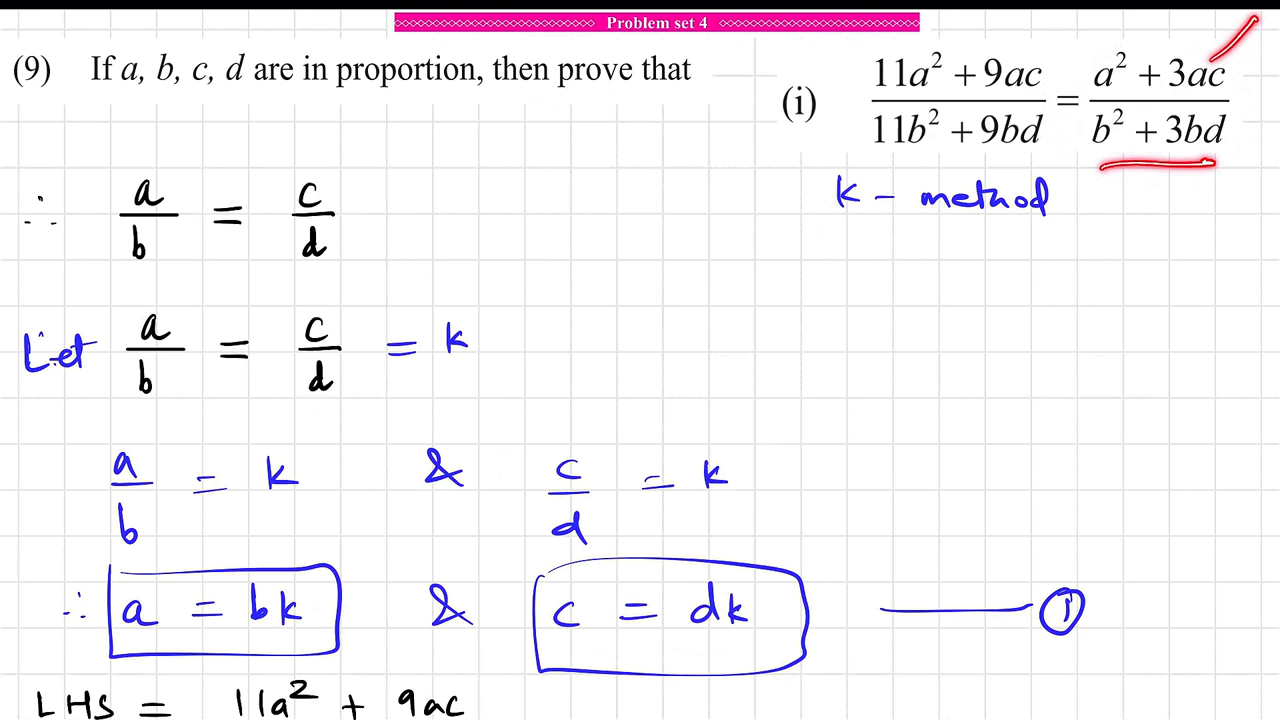 Problem set 4
(9) If a, b, c, d are in proportion, then prove that
(i) (11a² + 9ac)/(11b² + 9bd) = (a² + 3ac)/(b² + 3bd)
k - method
∴ a/b = c/d
Let a/b = c/d = k
a/b = k & c/d = k
∴ a = bk & c = dk ——— ①
LHS = 11a² + 9ac